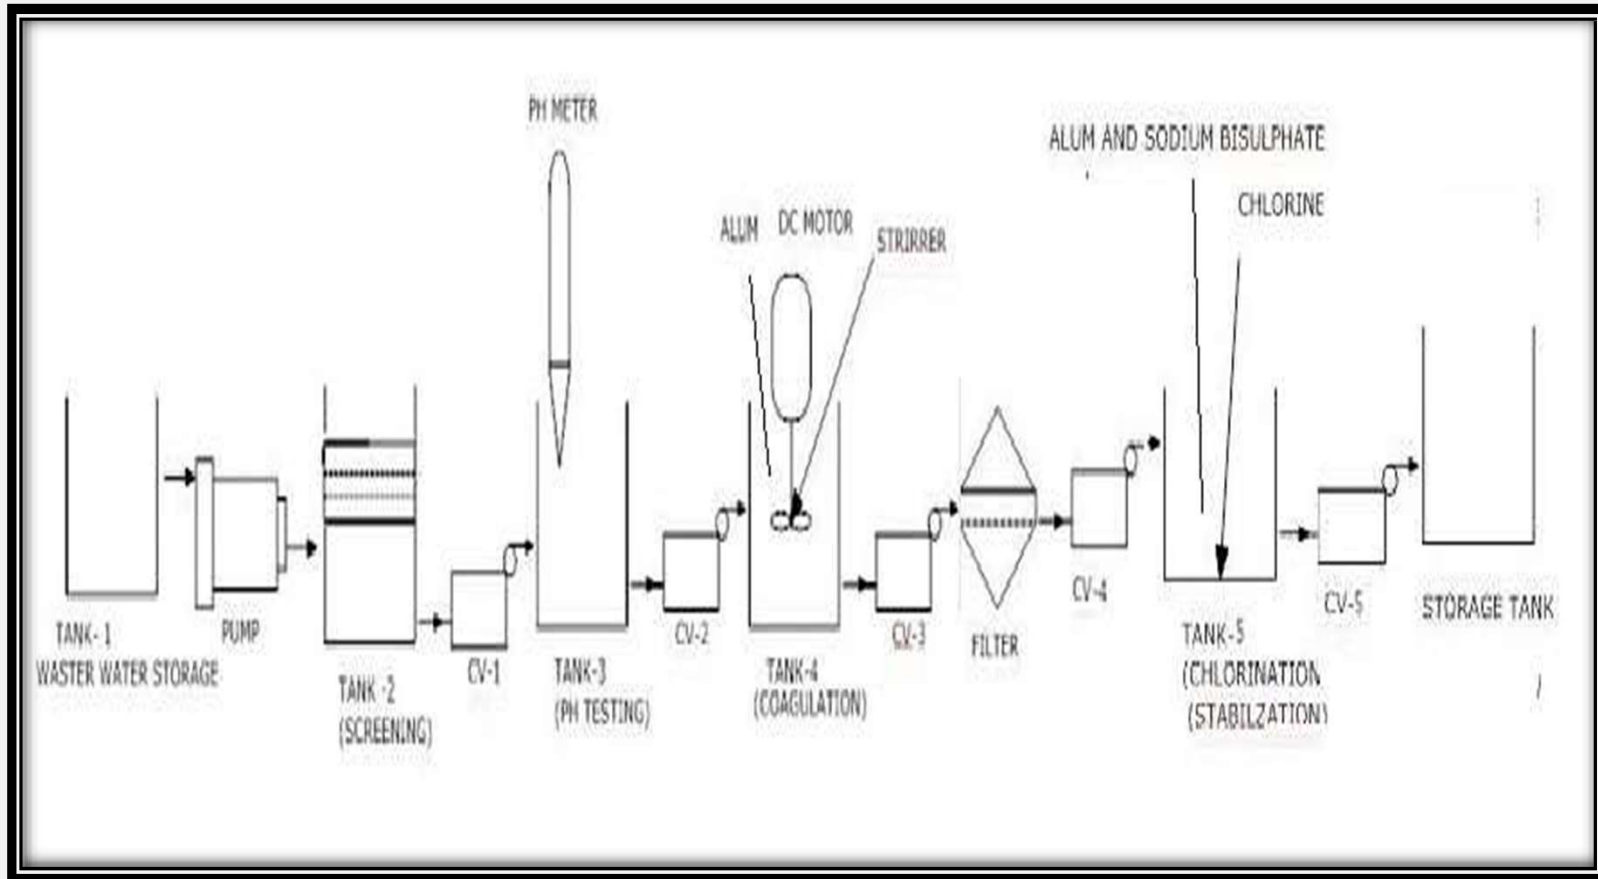 PH METER
ALUM
DC MOTOR
STRIRRER
ALUM AND SODIUM BISULPHATE
CHLORINE
TANK-1
WASTER WATER STORAGE
PUMP
TANK -2
(SCREENING)
CV-1
TANK-3
(PH TESTING)
CV-2
TANK-4
(COAGULATION)
CV-3
FILTER
CV-4
TANK-5
(CHLORINATION
(STABILZATION)
CV-5
STORAGE TANK